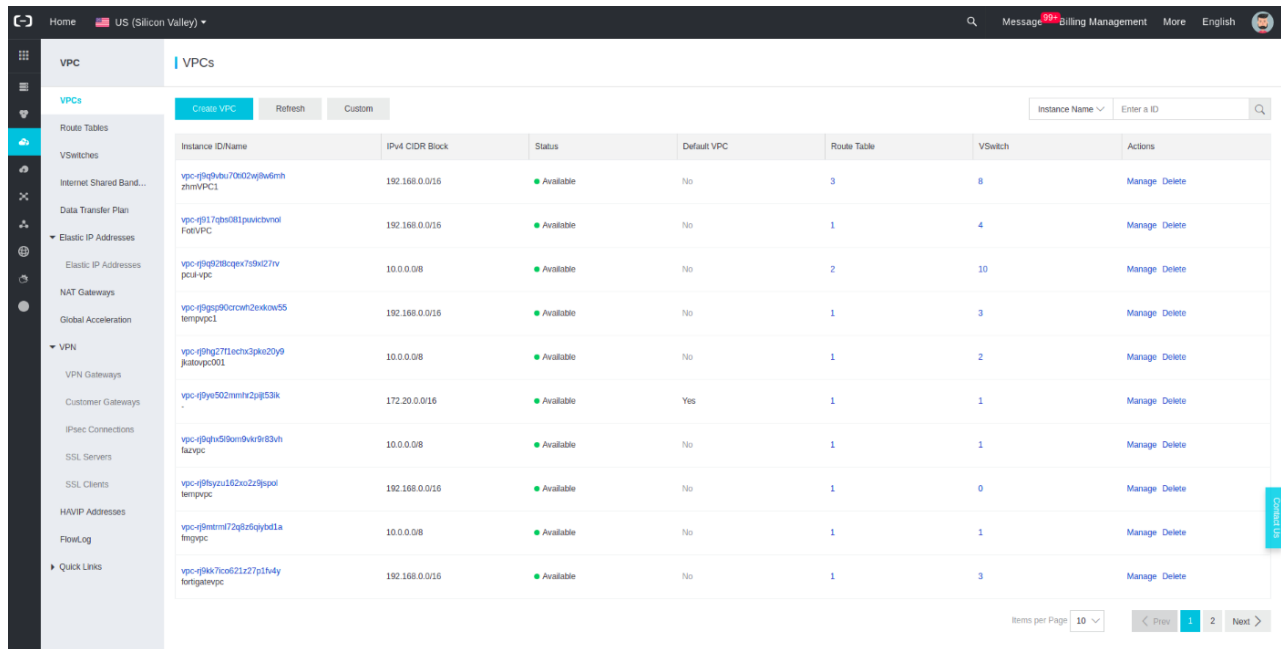 Home US (Silicon Valley) Message 99+ Billing Management More English
VPC
VPCs
Route Tables
VSwitches
Internet Shared Band...
Data Transfer Plan
Elastic IP Addresses
Elastic IP Addresses
NAT Gateways
Global Acceleration
VPN
VPN Gateways
Customer Gateways
IPsec Connections
SSL Servers
SSL Clients
HAVIP Addresses
FlowLog
Quick Links
VPCs
Create VPC Refresh Custom Instance Name Enter a ID
Instance ID/Name IPv4 CIDR Block Status Default VPC Route Table VSwitch Actions
vpc-rj9q9vbu70ti02wj8w6mh
zhmVPC1
192.168.0.0/16 Available No 3 8 Manage Delete
vpc-rj917qbs081puvicbvnol
FotiVPC
192.168.0.0/16 Available No 1 4 Manage Delete
vpc-rj9q92t8cqex7s9xl27rv
pcui-vpc
10.0.0.0/8 Available No 2 10 Manage Delete
vpc-rj9gsp90crcwh2exkow55
tempvpc1
192.168.0.0/16 Available No 1 3 Manage Delete
vpc-rj9hg27f1echx3pke20y9
jkatovpc001
10.0.0.0/8 Available No 1 2 Manage Delete
vpc-rj9ye502mmhr2pijt53ik
-
172.20.0.0/16 Available Yes 1 1 Manage Delete
vpc-rj9qhx5l9om9vkr9r83vh
fazvpc
10.0.0.0/8 Available No 1 1 Manage Delete
vpc-rj9fsyzu162xo2z9jspol
tempvpc
192.168.0.0/16 Available No 1 0 Manage Delete
vpc-rj9mtrml72q8z6qiybd1a
fmgvpc
10.0.0.0/8 Available No 1 1 Manage Delete
vpc-rj9kk7ico621z27p1fv4y
fortigatevpc
192.168.0.0/16 Available No 1 3 Manage Delete
Items per Page 10 Prev 1 2 Next
Contact Us